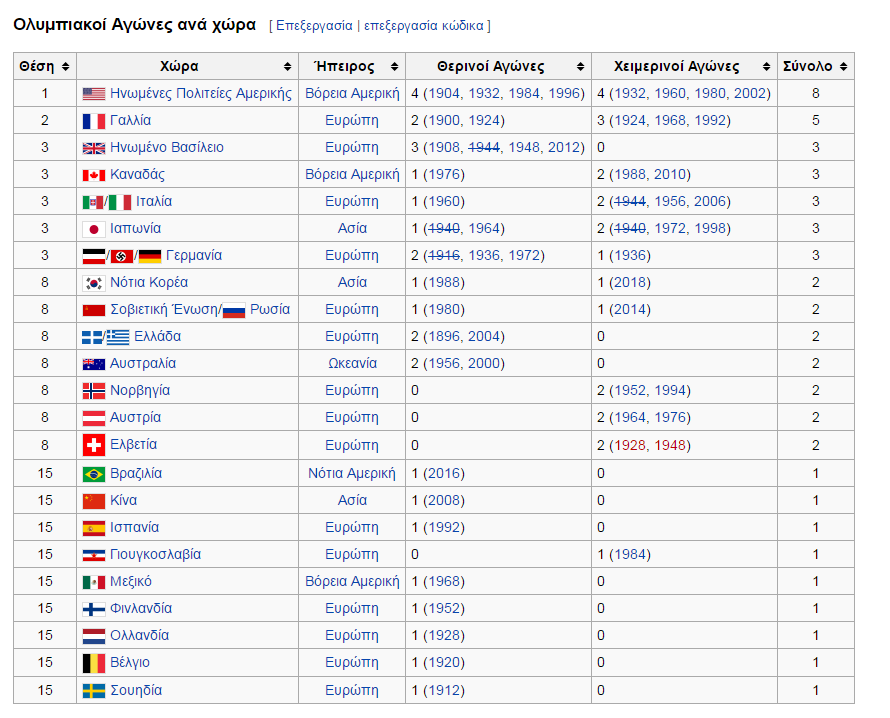 Ολυμπιακοί Αγώνες ανά χώρα [ Επεξεργασία | επεξεργασία κώδικα ]
Θέση Χώρα Ήπειρος Θερινοί Αγώνες Χειμερινοί Αγώνες Σύνολο
1 Ηνωμένες Πολιτείες Αμερικής Βόρεια Αμερική 4 (1904, 1932, 1984, 1996) 4 (1932, 1960, 1980, 2002) 8
2 Γαλλία Ευρώπη 2 (1900, 1924) 3 (1924, 1968, 1992) 5
3 Ηνωμένο Βασίλειο Ευρώπη 3 (1908, 1944, 1948, 2012) 0 3
3 Καναδάς Βόρεια Αμερική 1 (1976) 2 (1988, 2010) 3
3 / Ιταλία Ευρώπη 1 (1960) 2 (1944, 1956, 2006) 3
3 Ιαπωνία Ασία 1 (1940, 1964) 2 (1940, 1972, 1998) 3
3 / / Γερμανία Ευρώπη 2 (1916, 1936, 1972) 1 (1936) 3
8 Νότια Κορέα Ασία 1 (1988) 1 (2018) 2
8 Σοβιετική Ένωση/ Ρωσία Ευρώπη 1 (1980) 1 (2014) 2
8 / Ελλάδα Ευρώπη 2 (1896, 2004) 0 2
8 Αυστραλία Ωκεανία 2 (1956, 2000) 0 2
8 Νορβηγία Ευρώπη 0 2 (1952, 1994) 2
8 Αυστρία Ευρώπη 0 2 (1964, 1976) 2
8 Ελβετία Ευρώπη 0 2 (1928, 1948) 2
15 Βραζιλία Νότια Αμερική 1 (2016) 0 1
15 Κίνα Ασία 1 (2008) 0 1
15 Ισπανία Ευρώπη 1 (1992) 0 1
15 Γιουγκοσλαβία Ευρώπη 0 1 (1984) 1
15 Μεξικό Βόρεια Αμερική 1 (1968) 0 1
15 Φινλανδία Ευρώπη 1 (1952) 0 1
15 Ολλανδία Ευρώπη 1 (1928) 0 1
15 Βέλγιο Ευρώπη 1 (1920) 0 1
15 Σουηδία Ευρώπη 1 (1912) 0 1